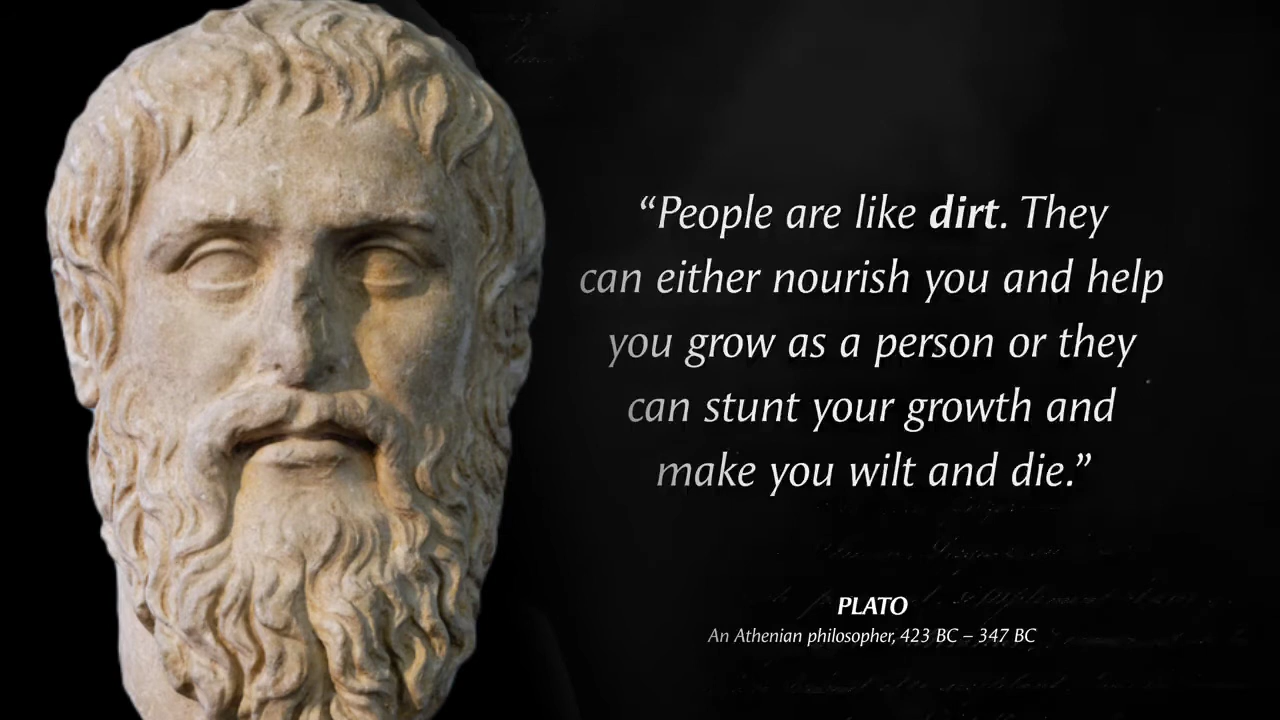 “People are like dirt. They
can either nourish you and help
you grow as a person or they
can stunt your growth and
make you wilt and die.”
PLATO
An Athenian philosopher, 423 BC – 347 BC